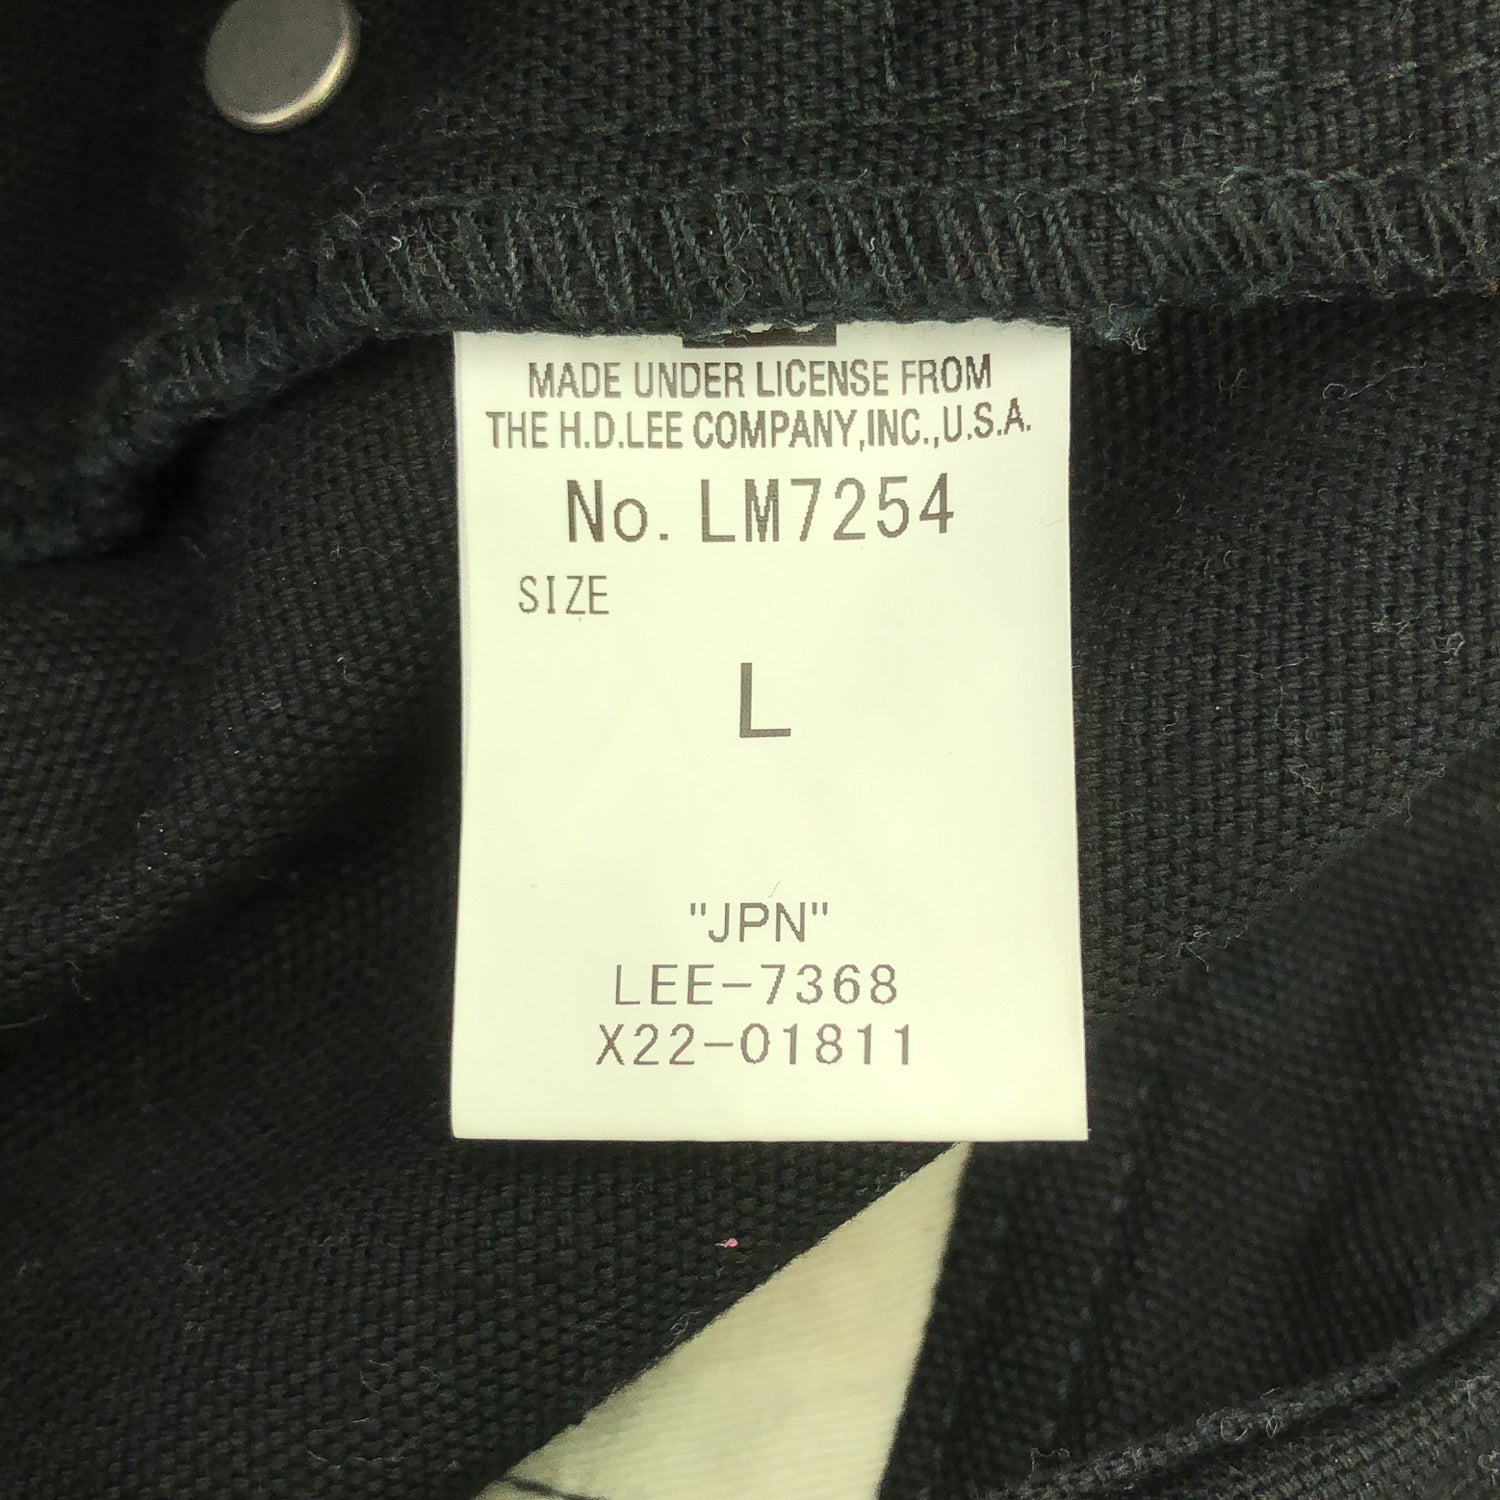 MADE UNDER LICENSE FROM
THE H.D.LEE COMPANY,INC.,U.S.A.
No. LM7254
SIZE
L
"JPN"
LEE-7368
X22-01811